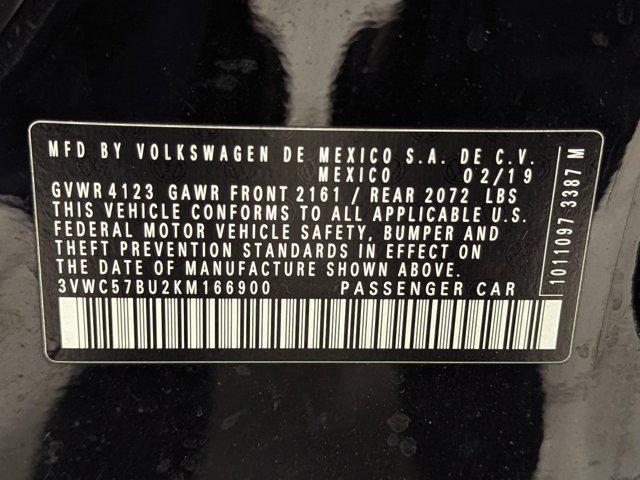 MFD BY VOLKSWAGEN DE MEXICO S.A. DE C.V.
MEXICO 02/19
GVWR 4123 GAWR FRONT 2161 / REAR 2072 LBS
THIS VEHICLE CONFORMS TO ALL APPLICABLE U.S.
FEDERAL MOTOR VEHICLE SAFETY, BUMPER AND
THEFT PREVENTION STANDARDS IN EFFECT ON
THE DATE OF MANUFACTURE SHOWN ABOVE.
3VWC57BU2KM166900 PASSENGER CAR
1011097 3387 M